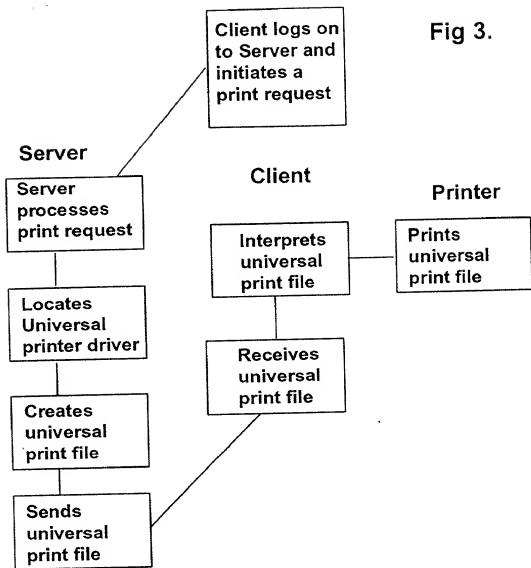 Fig 3.
Client logs on
to Server and
initiates a
print request
Server
Server
processes
print request
Locates
Universal
printer driver
Creates
universal
print file
Sends
universal
print file
Client
Receives
universal
print file
Interprets
universal
print file
Printer
Prints
universal
print file